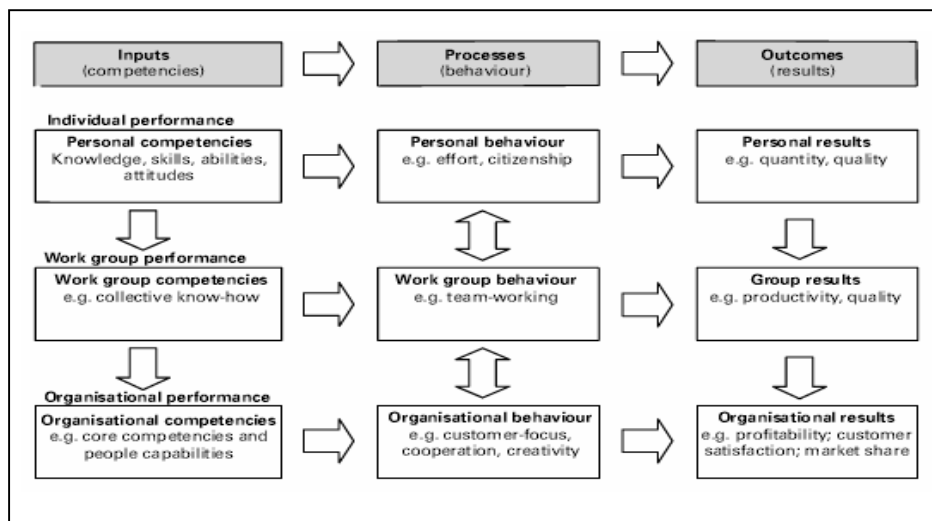 Inputs
(competencies)
Processes
(behaviour)
Outcomes
(results)
Individual performance
Personal competencies
Knowledge, skills, abilities,
attitudes
Personal behaviour
e.g. effort, citizenship
Personal results
e.g. quantity, quality
Work group performance
Work group competencies
e.g. collective know-how
Work group behaviour
e.g. team-working
Group results
e.g. productivity, quality
Organisational performance
Organisational competencies
e.g. core competencies and
people capabilities
Organisational behaviour
e.g. customer-focus,
cooperation, creativity
Organisational results
e.g. profitability; customer
satisfaction; market share